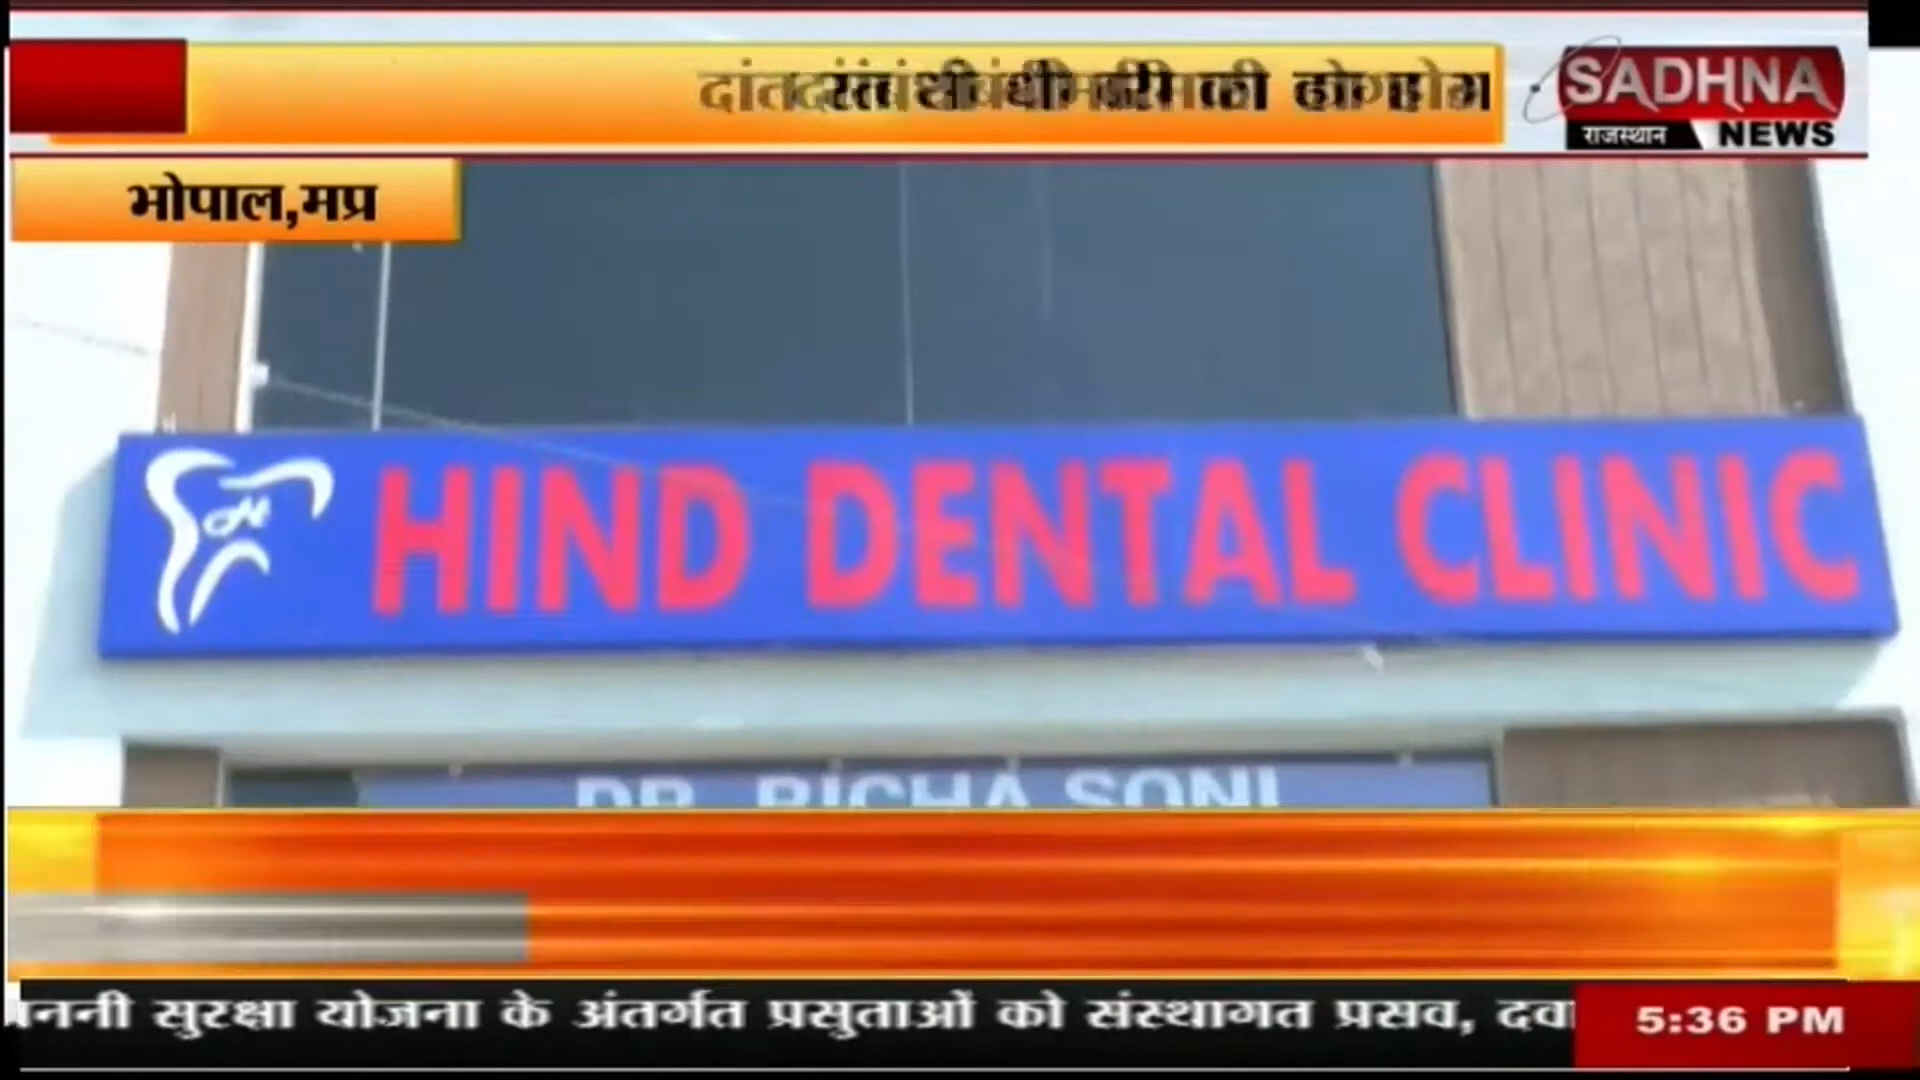 SADHNA
राजस्थान NEWS
भोपाल,मप्र
HIND DENTAL CLINIC
DR. RICHA SONI
सुरक्षा योजना के अंतर्गत प्रसुताओं को संस्थागत प्रसव,
5:36 PM